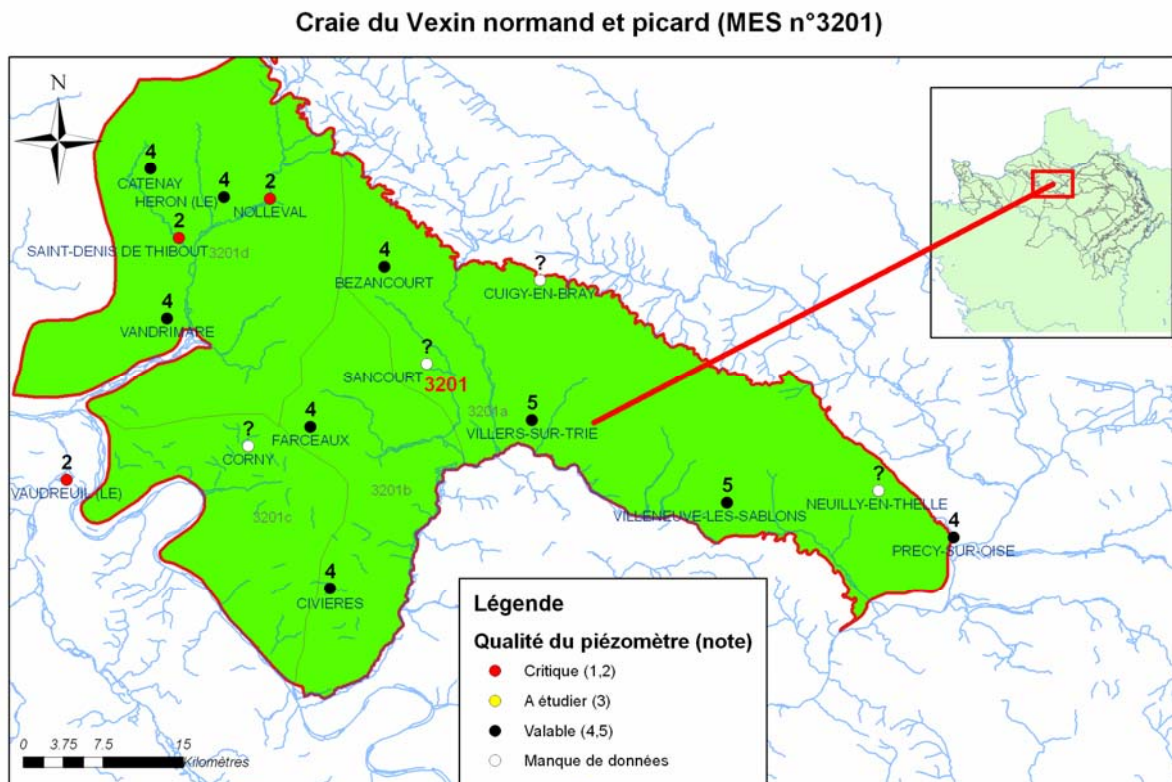 Craie du Vexin normand et picard (MES n°3201)
N
4
CATENAY
4
HERON (LE)
2
NOLLEVAL
2
SAINT-DENIS DE THIBOUT
3201d
4
BEZANCOURT
?
CUIGY-EN-BRAY
4
VANDRIMARE
?
SANCOURT
3201
3201a
5
VILLERS-SUR-TRIE
4
FARCEAUX
?
CORNY
2
VAUDREUIL (LE)
3201b
3201c
5
VILLENEUVE-LES-SABLONS
?
NEUILLY-EN-THELLE
4
PRECY-SUR-OISE
4
CIVIERES
Légende
Qualité du piézomètre (note)
Critique (1,2)
A étudier (3)
Valable (4,5)
Manque de données
0 3.75 7.5 15
Kilomètres